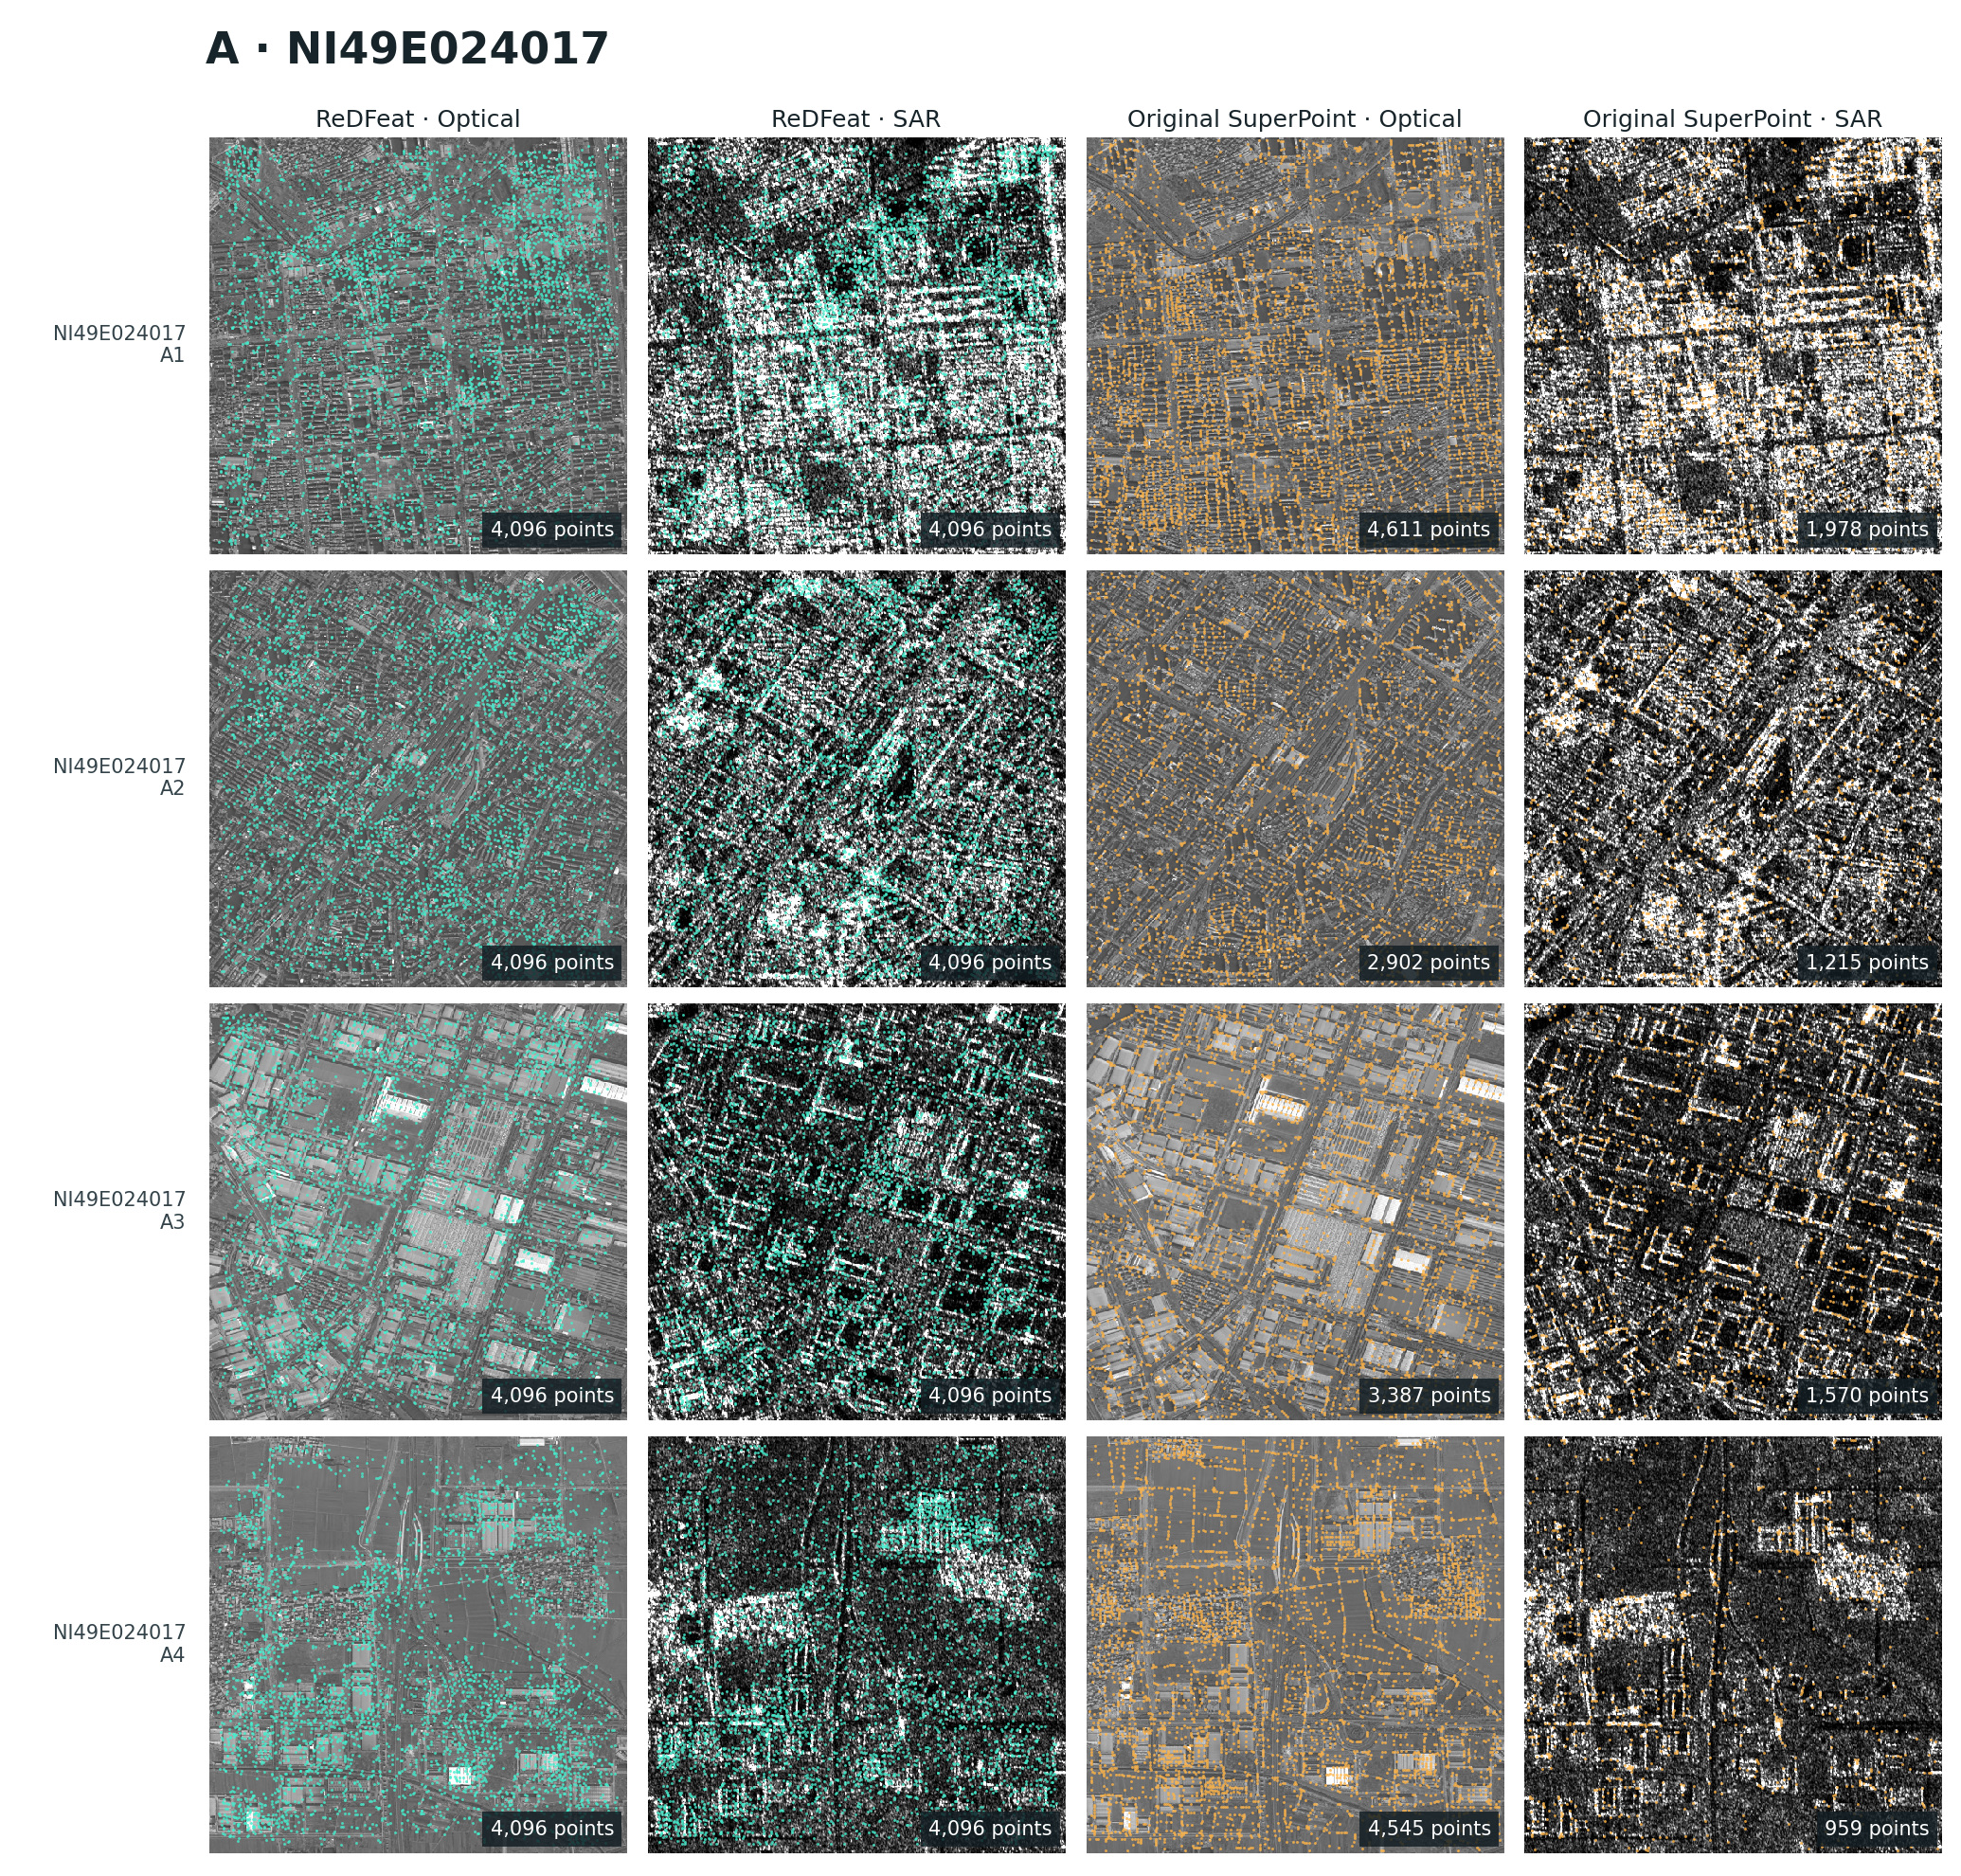 A · NI49E024017
ReDFeat · Optical
ReDFeat · SAR
Original SuperPoint · Optical
Original SuperPoint · SAR
NI49E024017
A1
4,096 points
4,096 points
4,611 points
1,978 points
NI49E024017
A2
4,096 points
4,096 points
2,902 points
1,215 points
NI49E024017
A3
4,096 points
4,096 points
3,387 points
1,570 points
NI49E024017
A4
4,096 points
4,096 points
4,545 points
959 points